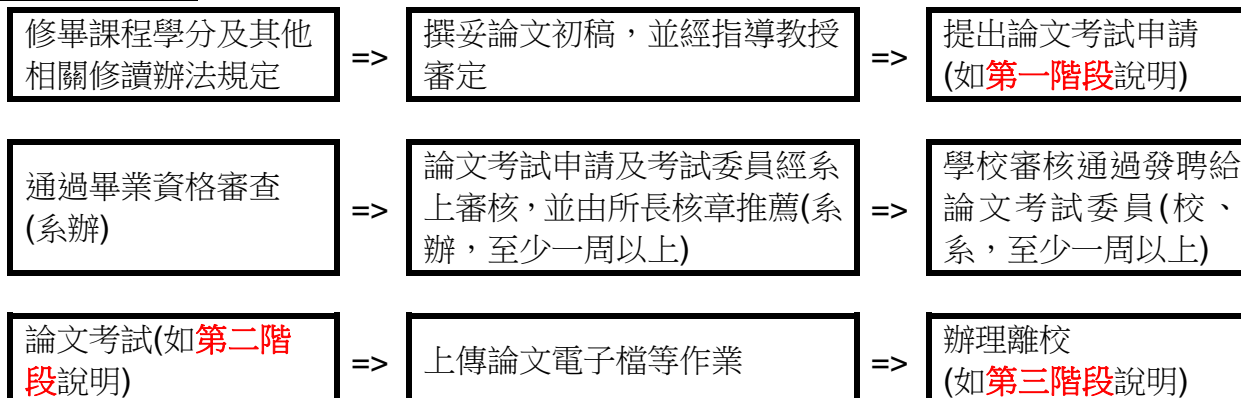 修畢課程學分及其他
相關修讀辦法規定
=>
撰妥論文初稿，並經指導教授
審定
=>
提出論文考試申請
(如第一階段說明)
通過畢業資格審查
(系辦)
=>
論文考試申請及考試委員經系
上審核，並由所長核章推薦(系
辦，至少一周以上)
=>
學校審核通過發聘給
論文考試委員(校、
系，至少一周以上)
論文考試(如第二階
段說明)
=>
上傳論文電子檔等作業
=>
辦理離校
(如第三階段說明)